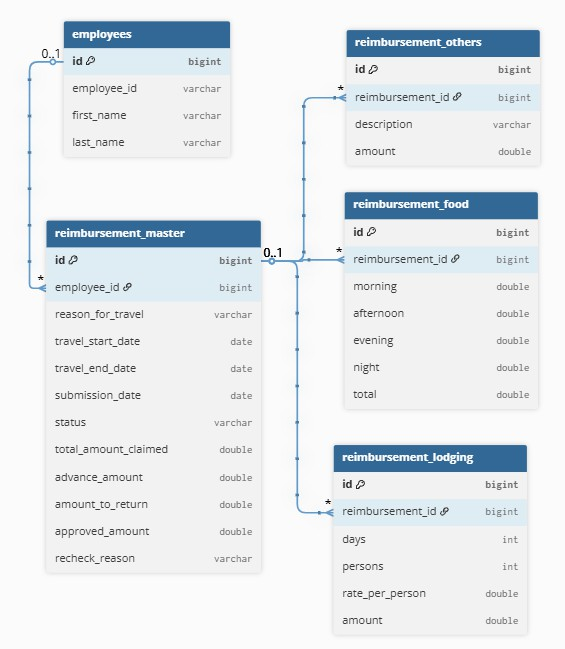 employees
id bigint
employee_id varchar
first_name varchar
last_name varchar
0..1
*
reimbursement_master
id bigint
employee_id bigint
reason_for_travel varchar
travel_start_date date
travel_end_date date
submission_date date
status varchar
total_amount_claimed double
advance_amount double
amount_to_return double
approved_amount double
recheck_reason varchar
0..1
*
reimbursement_others
id bigint
reimbursement_id bigint
description varchar
amount double
*
reimbursement_food
id bigint
reimbursement_id bigint
morning double
afternoon double
evening double
night double
total double
*
reimbursement_lodging
id bigint
reimbursement_id bigint
days int
persons int
rate_per_person double
amount double